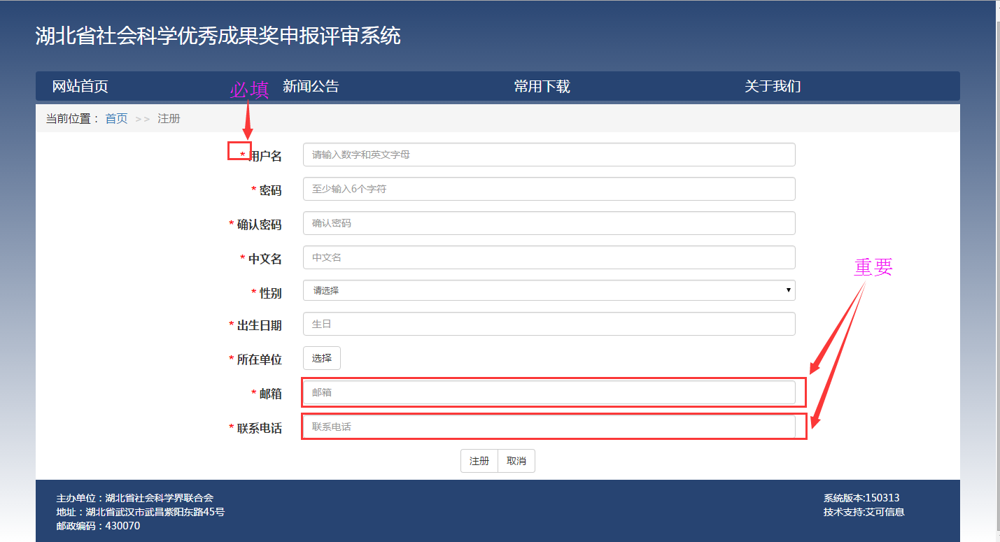 湖北省社会科学优秀成果奖申报评审系统
网站首页 必填 新闻公告 常用下载 关于我们
当前位置： 首页 >> 注册
* 用户名 请输入数字和英文字母
* 密码 至少输入6个字符
* 确认密码 确认密码
* 中文名 中文名
重要
* 性别 请选择
* 出生日期 生日
* 所在单位 选择
* 邮箱 邮箱
* 联系电话 联系电话
注册 取消
主办单位：湖北省社会科学界联合会 系统版本:150313
地址：湖北省武汉市武昌紫阳东路45号 技术支持:艾可信息
邮政编码：430070